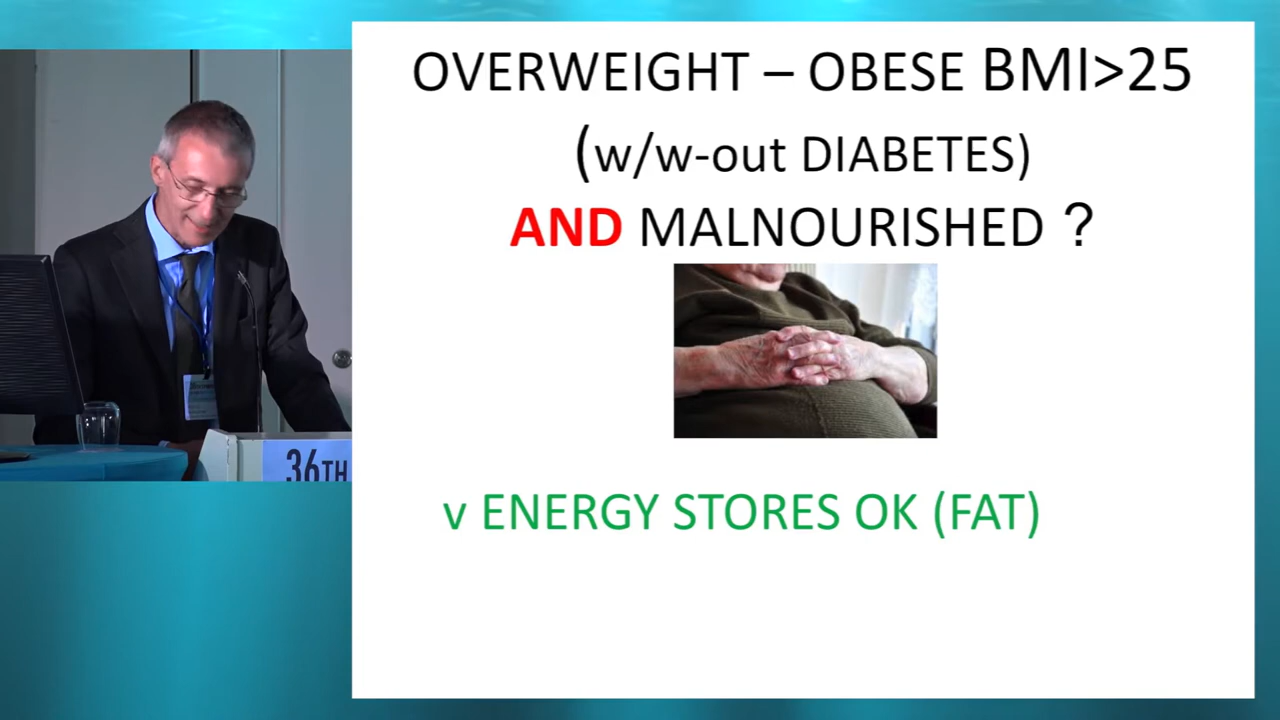 OVERWEIGHT – OBESE BMI>25
(w/w-out DIABETES)
AND MALNOURISHED ?
v ENERGY STORES OK (FAT)
36TH